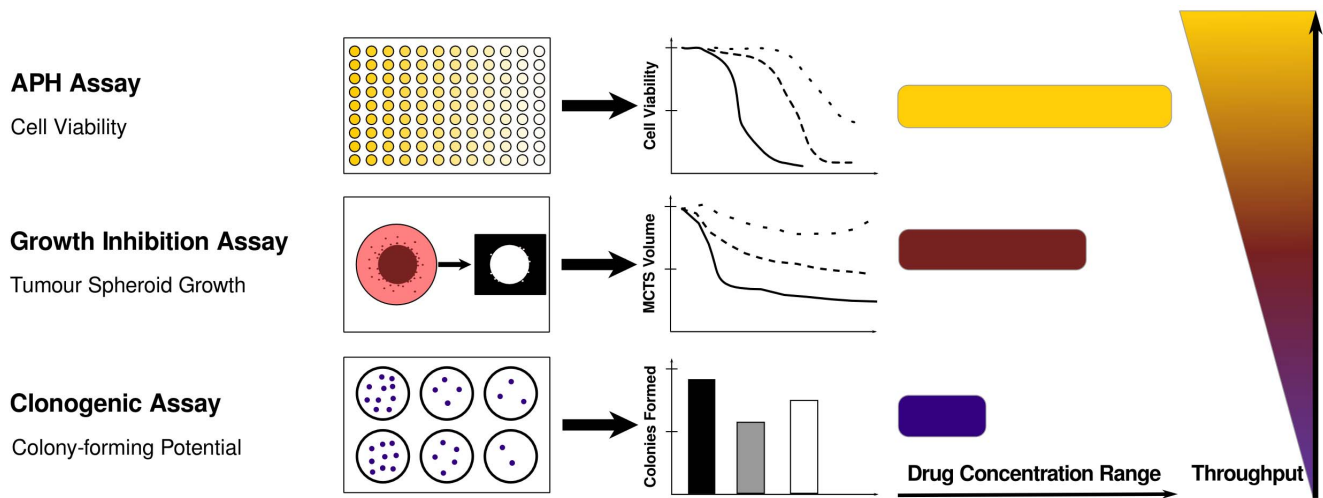 APH Assay
Cell Viability
Cell Viability
Growth Inhibition Assay
Tumour Spheroid Growth
MCTS Volume
Clonogenic Assay
Colony-forming Potential
Colonies Formed
Drug Concentration Range
Throughput